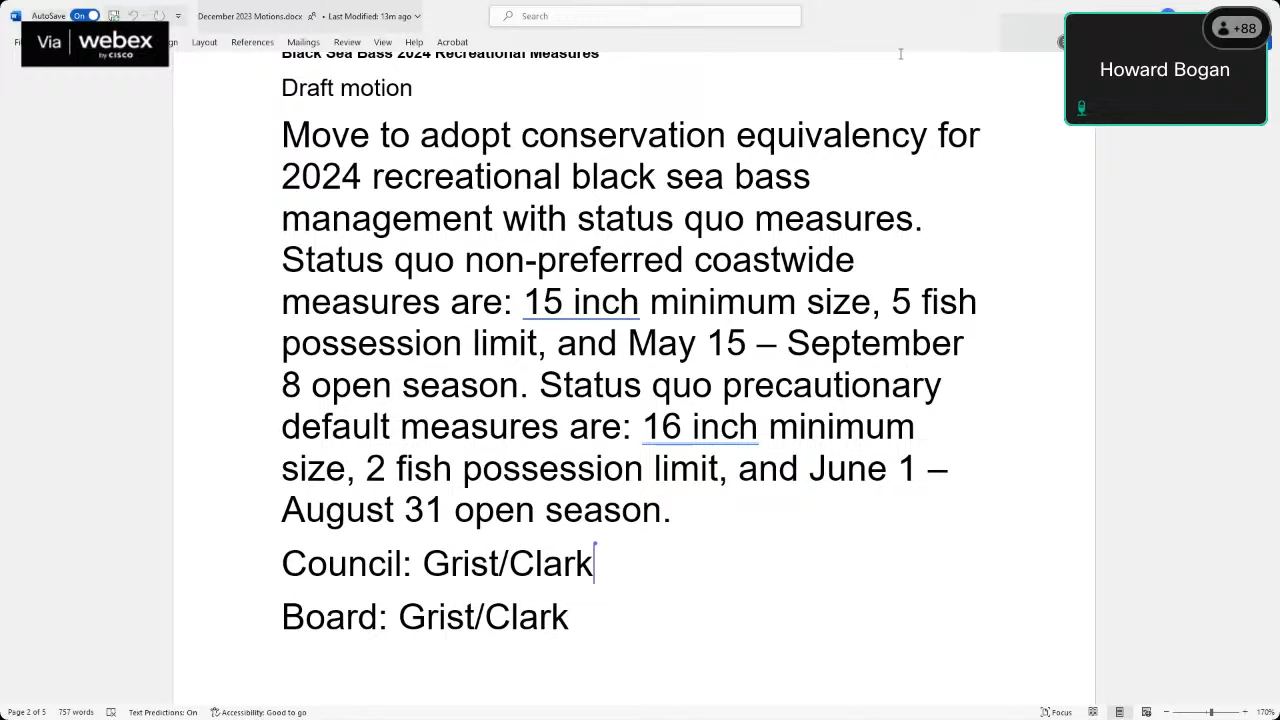 AutoSave On December 2023 Motions.docx • Last Modified: 13m ago Search
+88
Via webex by CISCO
Layout References Mailings Review View Help Acrobat
Howard Bogan
Black Sea Bass 2024 Recreational Measures
Draft motion
Move to adopt conservation equivalency for
2024 recreational black sea bass
management with status quo measures.
Status quo non-preferred coastwide
measures are: 15 inch minimum size, 5 fish
possession limit, and May 15 – September
8 open season. Status quo precautionary
default measures are: 16 inch minimum
size, 2 fish possession limit, and June 1 –
August 31 open season.
Council: Grist/Clark
Board: Grist/Clark
Page 2 of 5 757 words Text Predictions: On Accessibility: Good to go Focus 170%